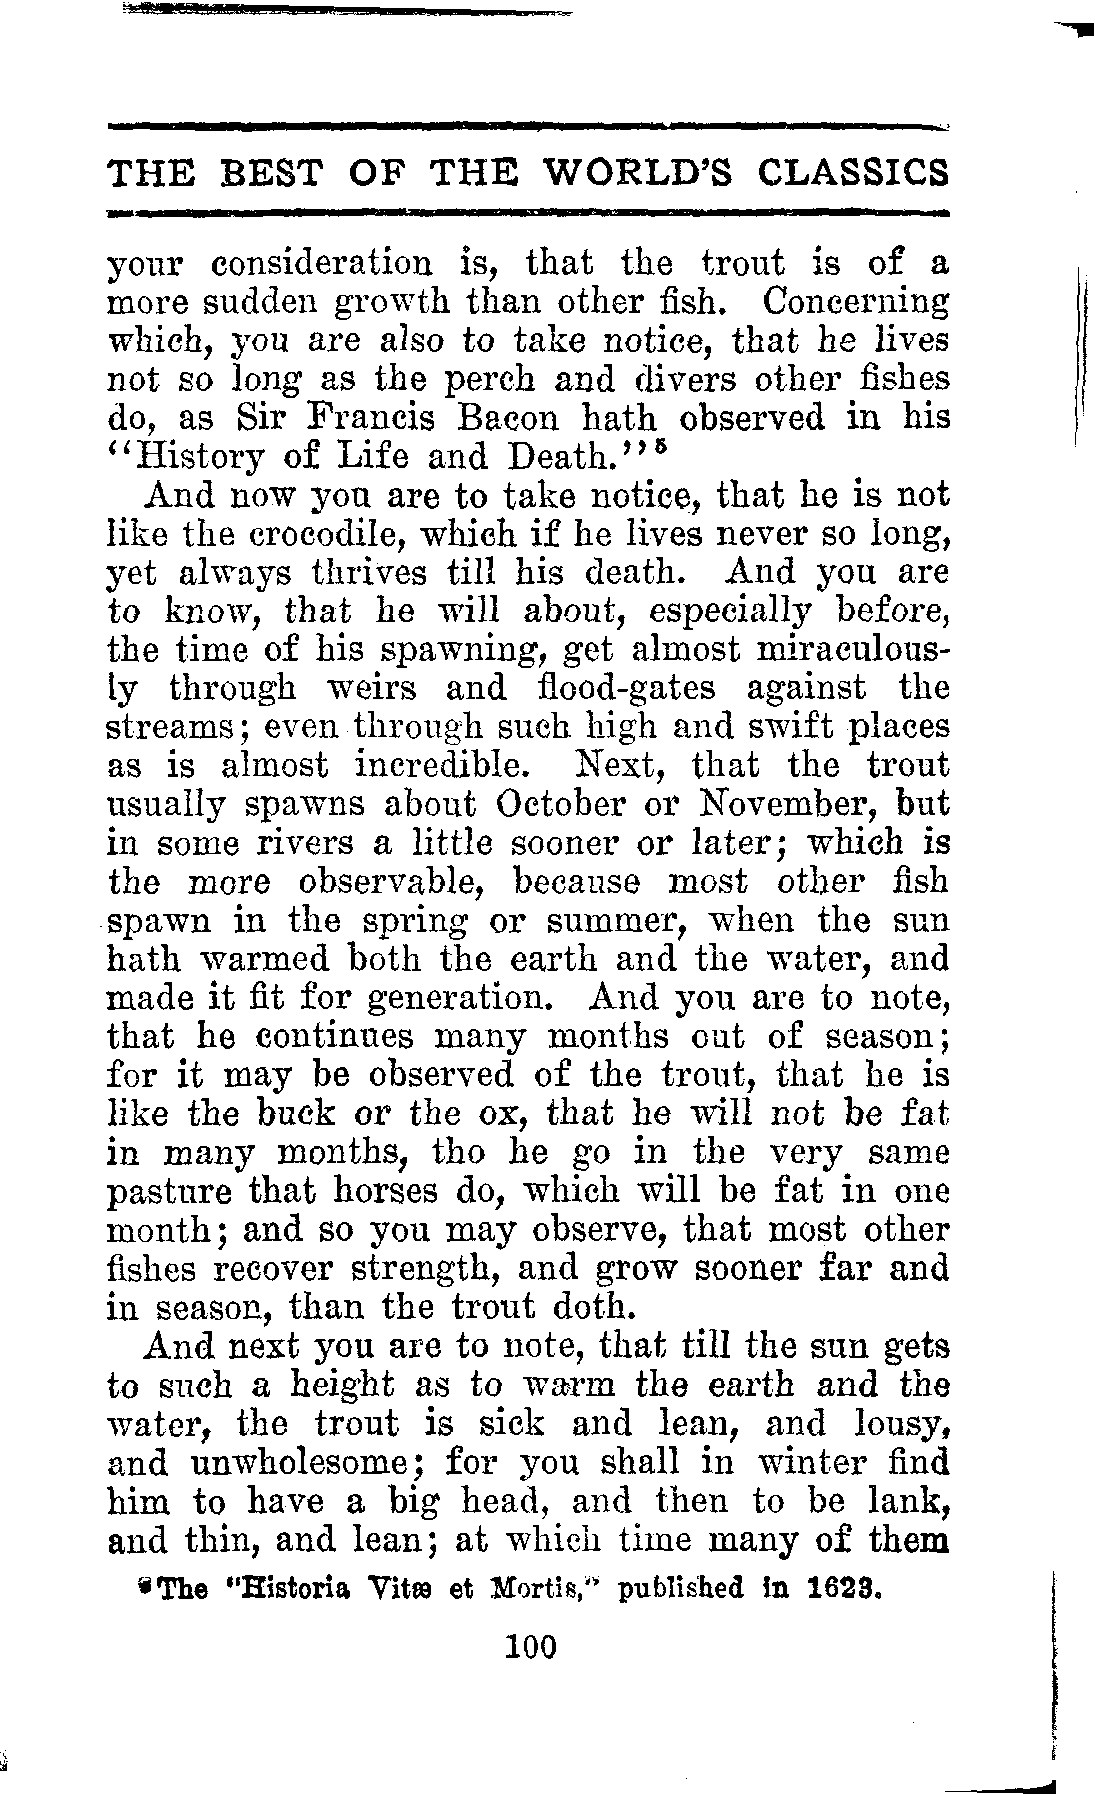 THE BEST OF THE WORLD'S CLASSICS
your consideration is, that the trout is of a
more sudden growth than other fish. Concerning
which, you are also to take notice, that he lives
not so long as the perch and divers other fishes
do, as Sir Francis Bacon hath observed in his
"History of Life and Death."⁵
And now you are to take notice, that he is not
like the crocodile, which if he lives never so long,
yet always thrives till his death. And you are
to know, that he will about, especially before,
the time of his spawning, get almost miraculous-
ly through weirs and flood-gates against the
streams; even through such high and swift places
as is almost incredible. Next, that the trout
usually spawns about October or November, but
in some rivers a little sooner or later; which is
the more observable, because most other fish
spawn in the spring or summer, when the sun
hath warmed both the earth and the water, and
made it fit for generation. And you are to note,
that he continues many months out of season;
for it may be observed of the trout, that he is
like the buck or the ox, that he will not be fat
in many months, tho he go in the very same
pasture that horses do, which will be fat in one
month; and so you may observe, that most other
fishes recover strength, and grow sooner far and
in season, than the trout doth.
And next you are to note, that till the sun gets
to such a height as to warm the earth and the
water, the trout is sick and lean, and lousy,
and unwholesome; for you shall in winter find
him to have a big head, and then to be lank,
and thin, and lean; at which time many of them
⁵The "Historia Vitæ et Mortis," published in 1623.
100